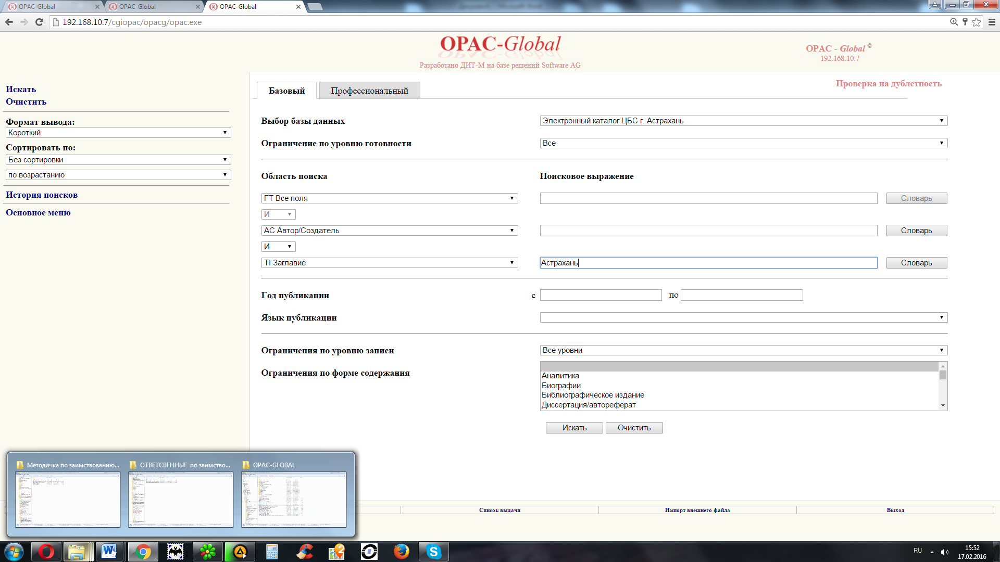 OPAC-Global
OPAC-Global
OPAC-Global
192.168.10.7/cgiopac/opacg/opac.exe
OPAC-Global
Разработано ДИТ-М на базе решений Software AG
OPAC - Global ©
192.168.10.7
Искать
Очистить
Формат вывода:
Короткий
Сортировать по:
Без сортировки
по возрастанию
История поисков
Основное меню
Базовый
Профессиональный
Проверка на дублетность
Выбор базы данных
Электронный каталог ЦБС г. Астрахань
Ограничение по уровню готовности
Все
Область поиска
Поисковое выражение
FT Все поля
Словарь
И
AC Автор/Создатель
Словарь
И
TI Заглавие
Астрахань
Словарь
Год публикации
с
по
Язык публикации
Ограничения по уровню записи
Все уровни
Ограничения по форме содержания
Аналитика
Биографии
Библиографическое издание
Диссертация/автореферат
Искать
Очистить
Методичка по заимствованию...
ОТВЕТСВЕННЫЕ по заимство...
OPAC-GLOBAL
Список выдачи
Импорт внешнего файла
Выход
RU
15:52
17.02.2016